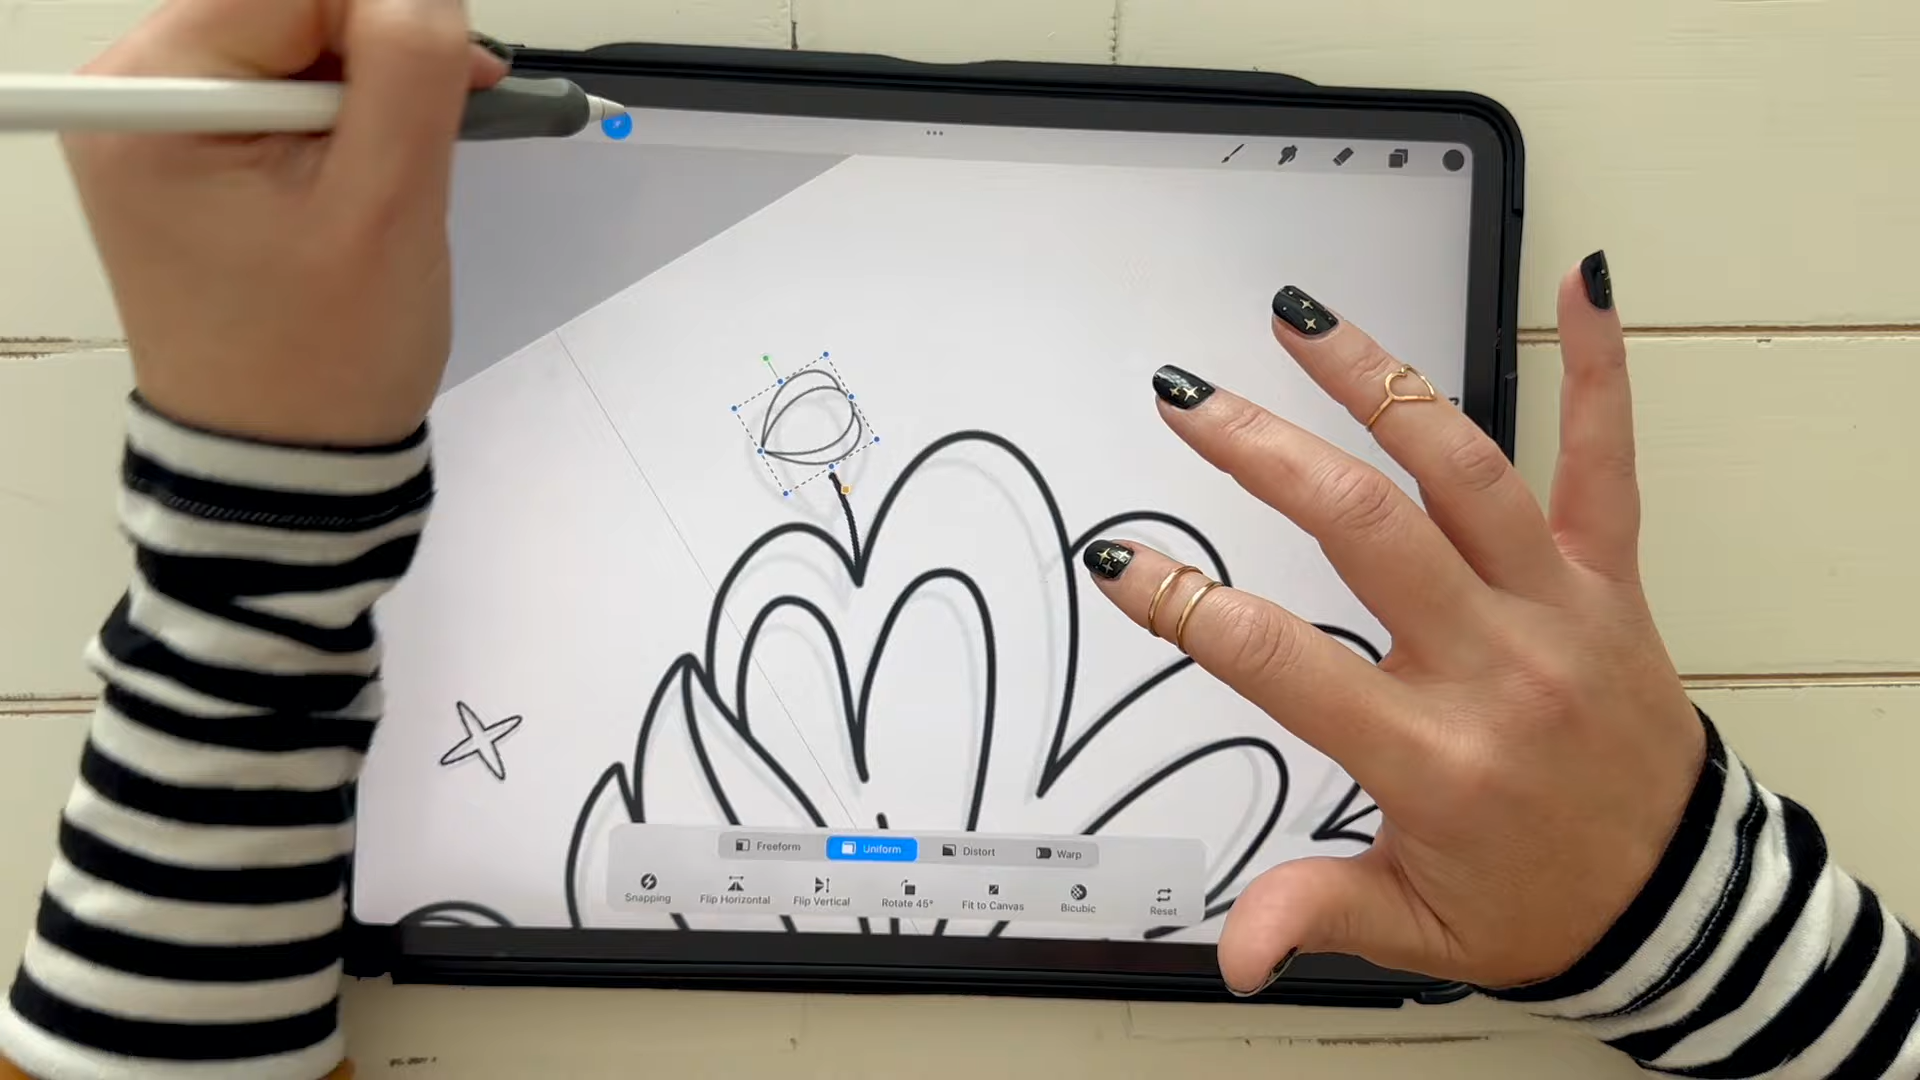 Freeform Uniform Distort Warp
Snapping Flip Horizontal Flip Vertical Rotate 45° Fit to Canvas Bicubic Reset